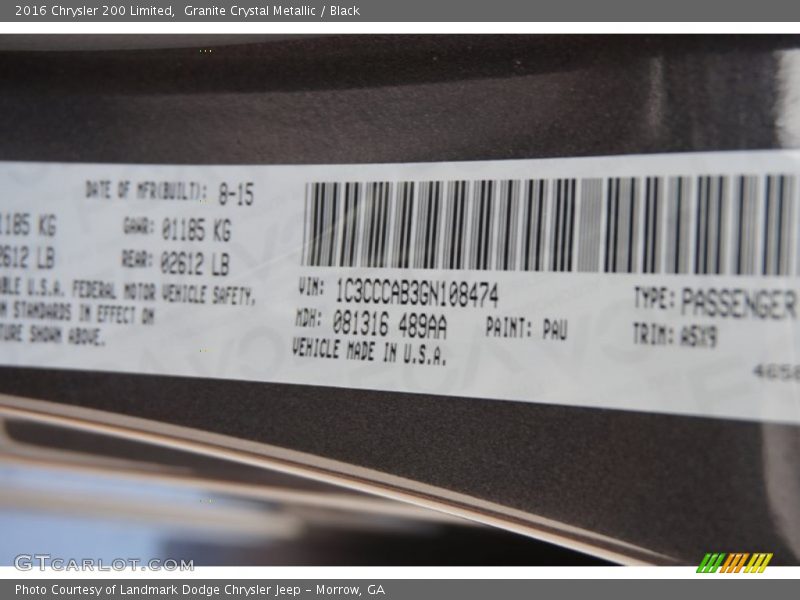 2016 Chrysler 200 Limited, Granite Crystal Metallic / Black
DATE OF MFR(BUILT): 8-15
1185 KG GAWR: 01185 KG
2612 LB REAR: 02612 LB
BLE U.S.A. FEDERAL MOTOR VEHICLE SAFETY,
STANDARDS IN EFFECT ON
TURE SHOWN ABOVE.
VIN: 1C3CCCAB3GN108474 TYPE: PASSENGER
MDH: 081316 489AA PAINT: PAU TRIM: A5X9
VEHICLE MADE IN U.S.A.
4658
GTCARLOT.COM
Photo Courtesy of Landmark Dodge Chrysler Jeep – Morrow, GA